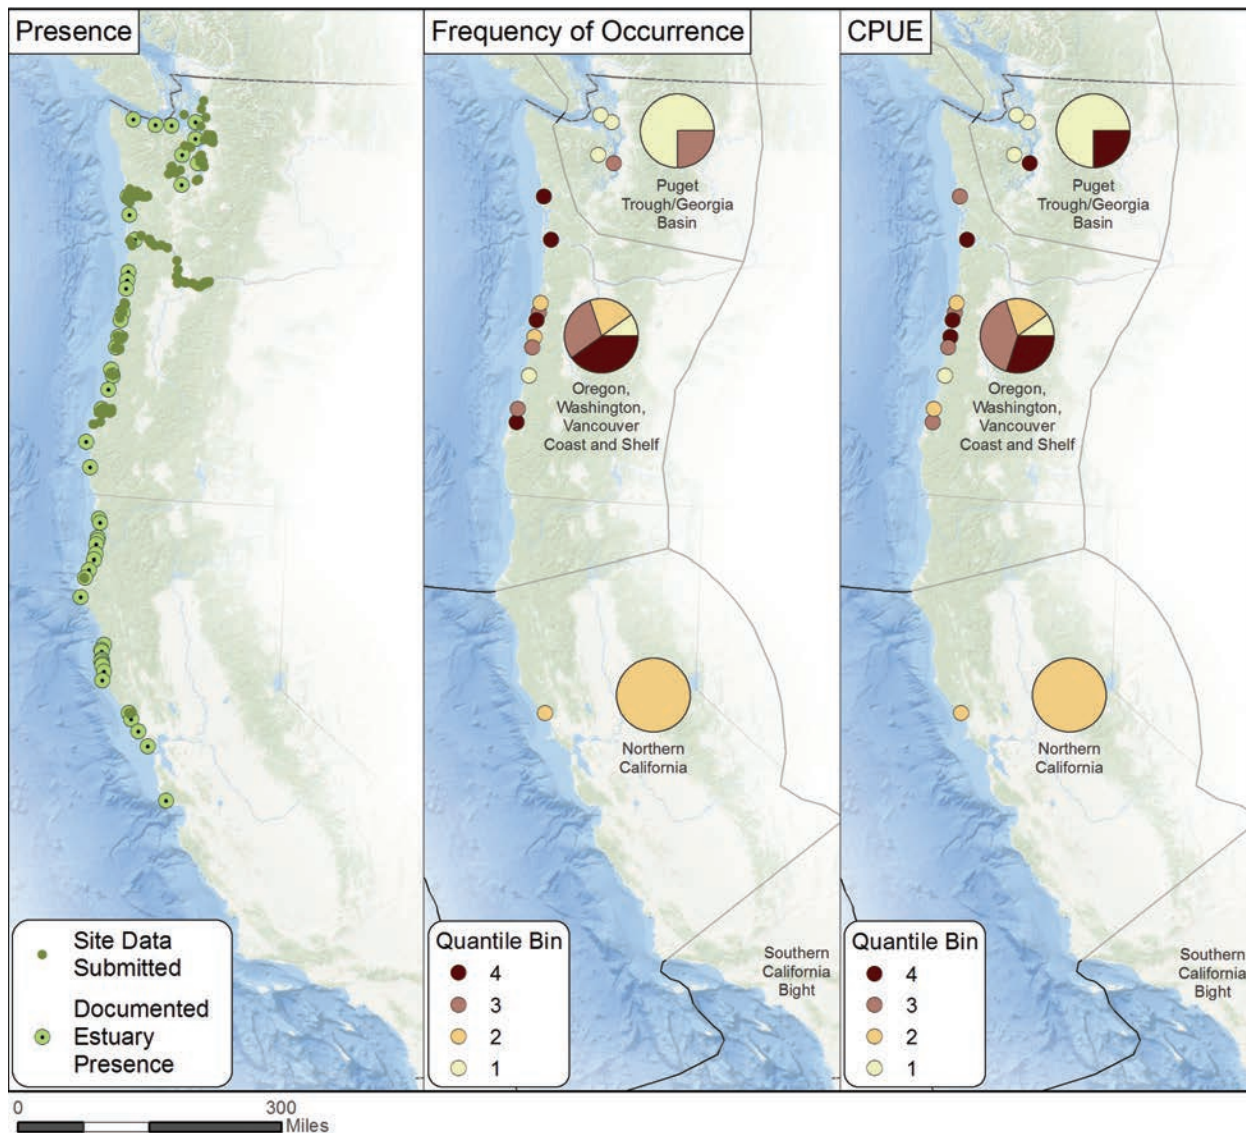 Presence
Site Data
Submitted
Documented
Estuary
Presence
0
300
Miles
Frequency of Occurrence
Puget
Trough/Georgia
Basin
Oregon,
Washington,
Vancouver
Coast and Shelf
Northern
California
Southern
California
Bight
Quantile Bin
4
3
2
1
CPUE
Puget
Trough/Georgia
Basin
Oregon,
Washington,
Vancouver
Coast and Shelf
Northern
California
Southern
California
Bight
Quantile Bin
4
3
2
1